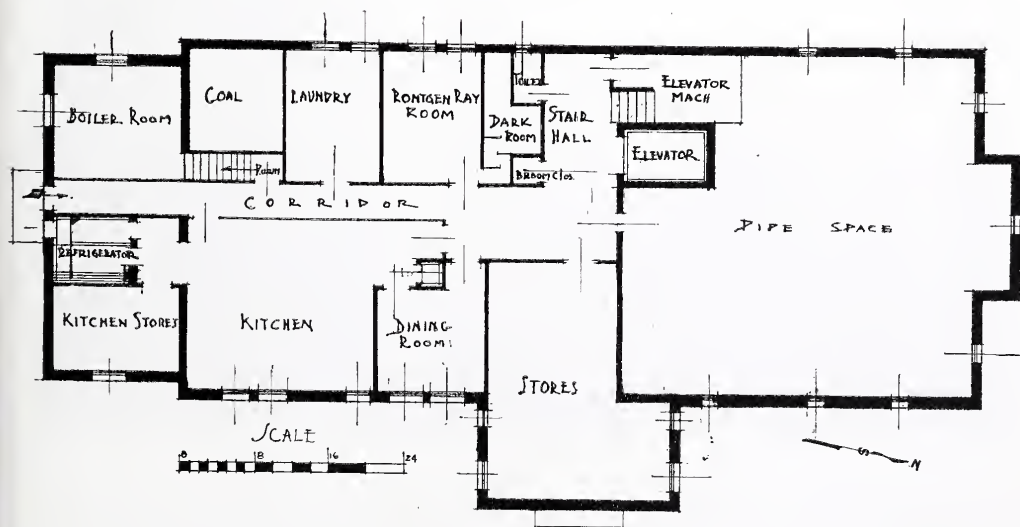 BOILER ROOM
COAL
LAUNDRY
RONTGEN RAY
ROOM
TOILET
DARK
ROOM
STAIR
HALL
ELEVATOR
MACH
ELEVATOR
BROOM CLOS.
ROOM
CORRIDOR
PIPE SPACE
REFRIGERATOR
KITCHEN STORES
KITCHEN
DINING
ROOM
STORES
SCALE
8 16 24
S N